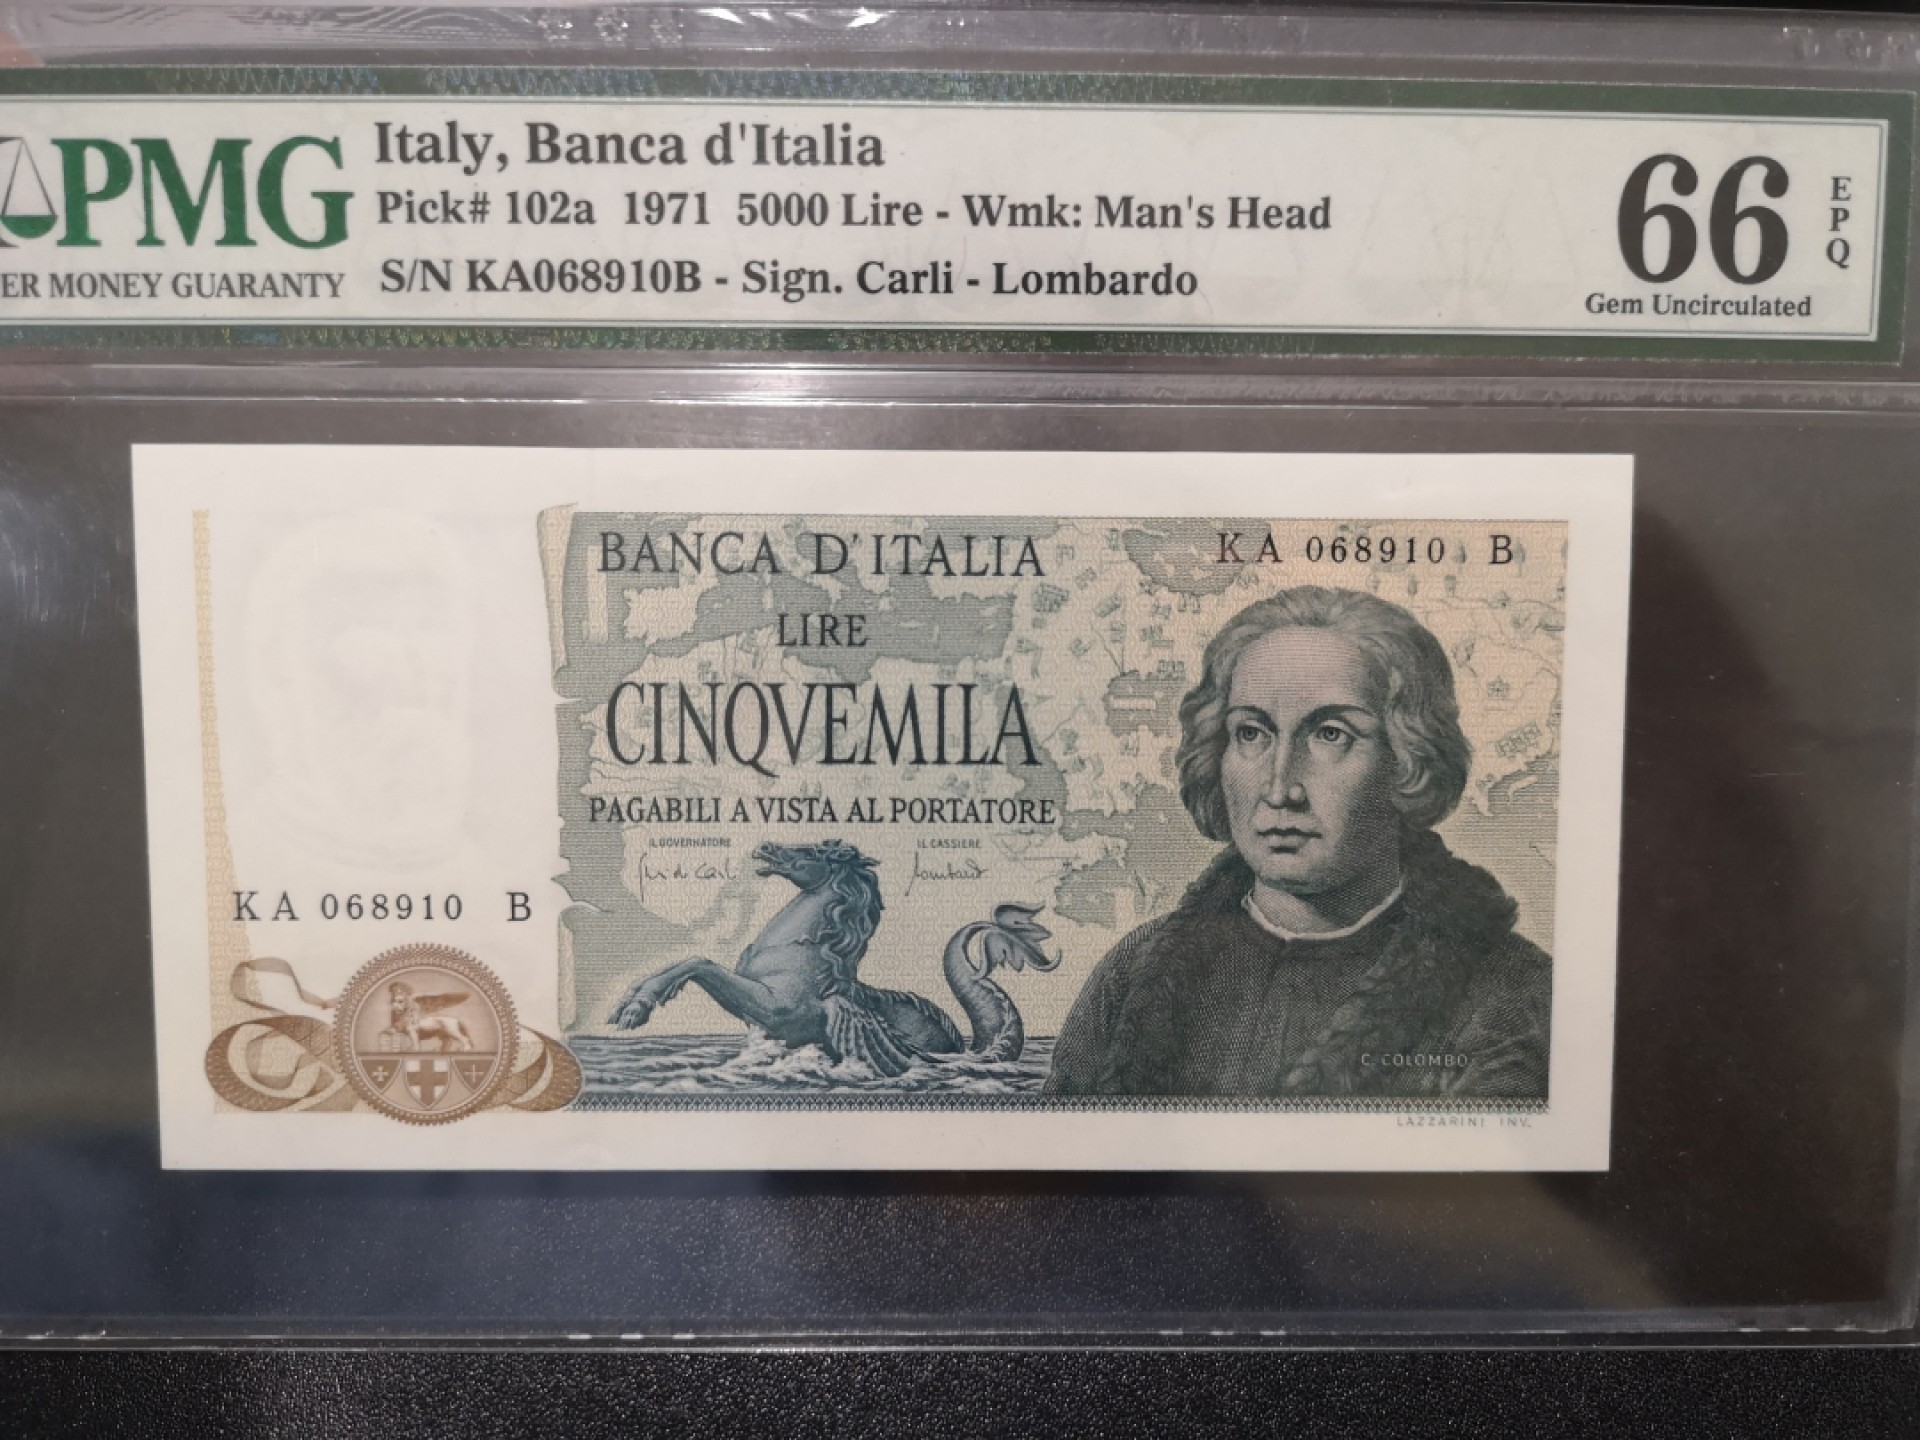 PMG
ER MONEY GUARANTY
Italy, Banca d'Italia
Pick# 102a 1971 5000 Lire - Wmk: Man's Head
S/N KA068910B - Sign. Carli - Lombardo
66
EPQ
Gem Uncirculated
BANCA D'ITALIA
KA 068910 B
LIRE
CINQVEMILA
PAGABILI A VISTA AL PORTATORE
IL GOVERNATORE
IL CASSIERE
KA 068910 B
C. COLOMBO
LAZZARINI INV.